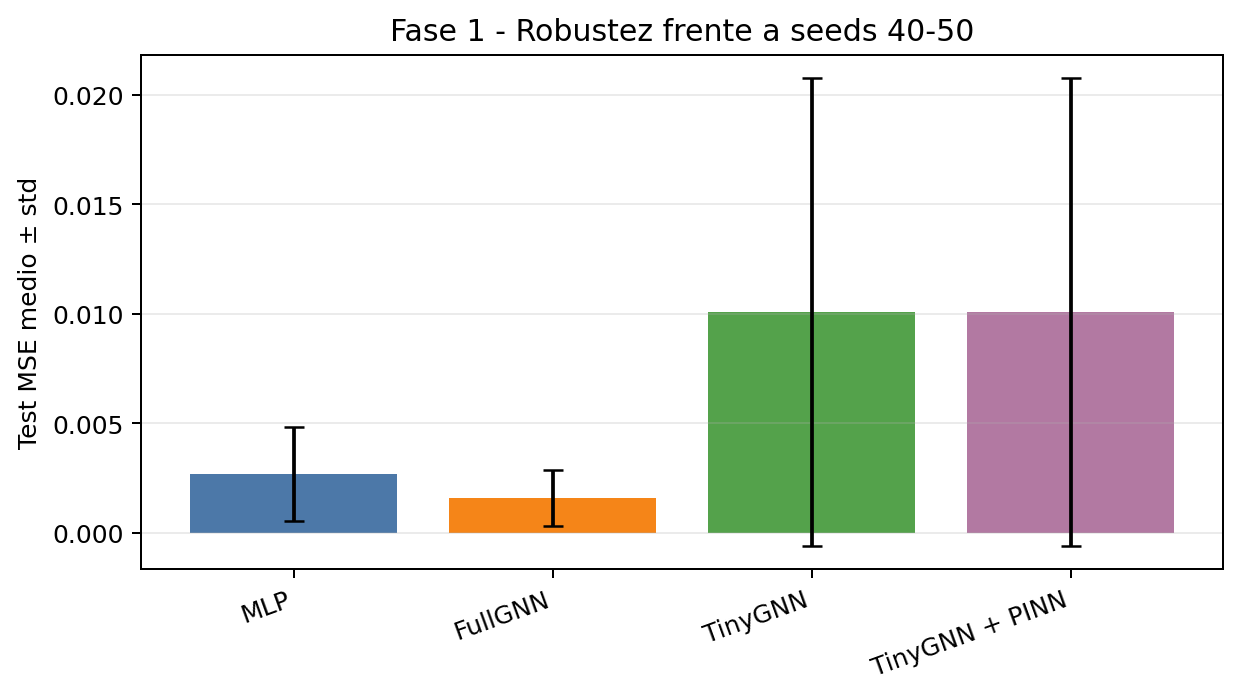 Fase 1 - Robustez frente a seeds 40-50
Test MSE medio ± std
0.020
0.015
0.010
0.005
0.000
MLP
FullGNN
TinyGNN
TinyGNN + PINN